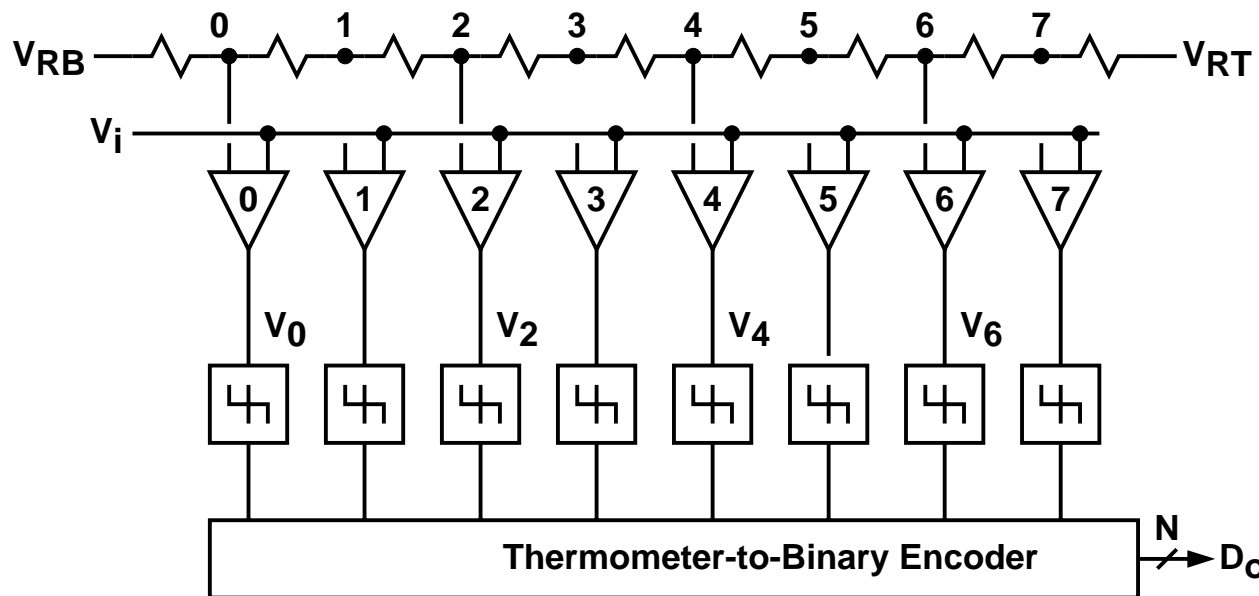 0 1 2 3 4 5 6 7
VRB VRT
Vi
0 1 2 3 4 5 6 7
V0 V2 V4 V6
Thermometer-to-Binary Encoder
N
Do